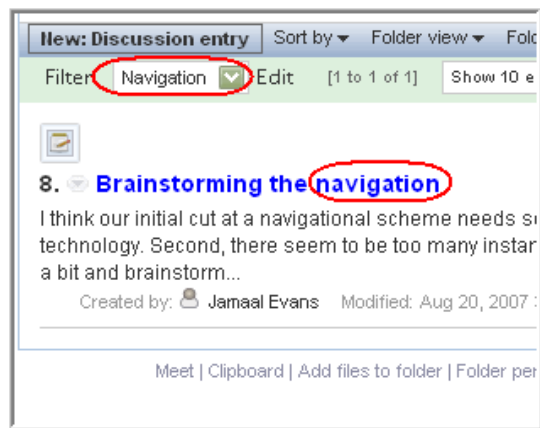 New: Discussion entry Sort by Folder view
Filter Navigation Edit [1 to 1 of 1] Show 10
8. Brainstorming the navigation
I think our initial cut at a navigational scheme needs
technology. Second, there seem to be too many
a bit and brainstorm...
Created by: Jamaal Evans Modified: Aug 20, 2007
Meet | Clipboard | Add files to folder | Folder